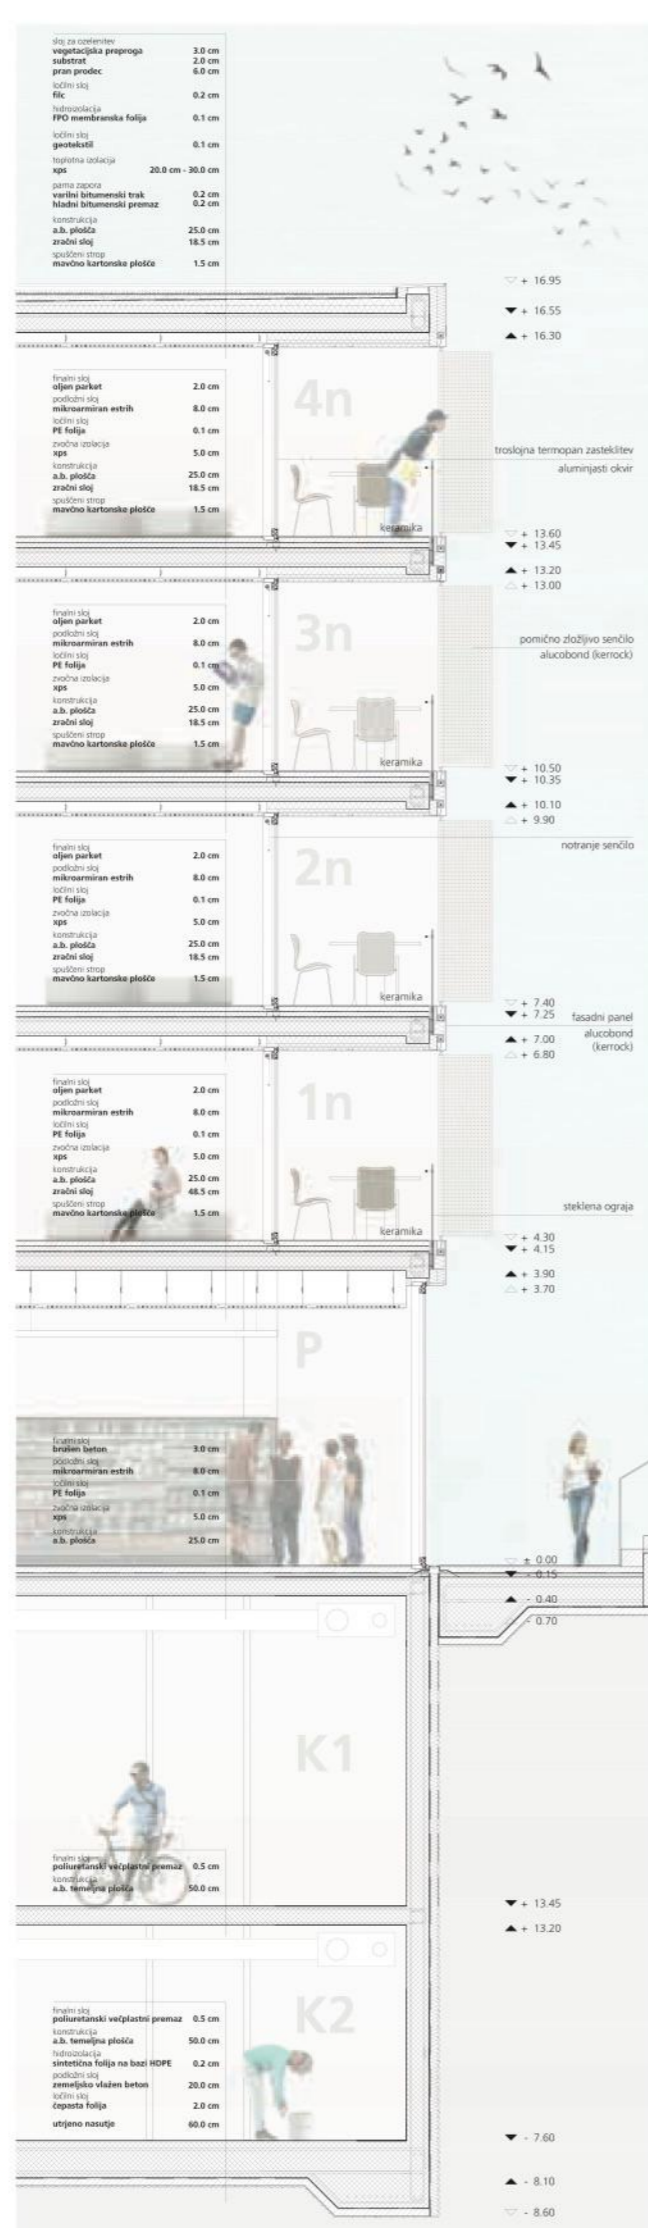 sloj za ozelenitev
vegetacijska preproga 3.0 cm
substrat 2.0 cm
pran prodec 6.0 cm
ločilni sloj
filc 0.2 cm
hidroizolacija
FPO membranska folija 0.1 cm
ločilni sloj
geotekstil 0.1 cm
toplotna izolacija
xps 20.0 cm - 30.0 cm
parna zapora
varilni bitumenski trak 0.2 cm
hladni bitumenski premaz 0.2 cm
konstrukcija
a.b. plošča 25.0 cm
zračni sloj 18.5 cm
spuščeni strop
mavčno kartonske plošče 1.5 cm
+ 16.95
+ 16.55
+ 16.30
4n
finalni sloj
oljen parket 2.0 cm
podložni sloj
mikroarmiran estrih 8.0 cm
ločilni sloj
PE folija 0.1 cm
zvočna izolacija
xps 5.0 cm
konstrukcija
a.b. plošča 25.0 cm
zračni sloj 18.5 cm
spuščeni strop
mavčno kartonske plošče 1.5 cm
keramika
troslojna termopan zasteklitev
aluminjasti okvir
+ 13.60
+ 13.45
+ 13.20
+ 13.00
3n
finalni sloj
oljen parket 2.0 cm
podložni sloj
mikroarmiran estrih 8.0 cm
ločilni sloj
PE folija 0.1 cm
zvočna izolacija
xps 5.0 cm
konstrukcija
a.b. plošča 25.0 cm
zračni sloj 18.5 cm
spuščeni strop
mavčno kartonske plošče 1.5 cm
keramika
pomično zložljivo senčilo
alucobond (kerrock)
+ 10.50
+ 10.35
+ 10.10
+ 9.90
2n
notranje senčilo
finalni sloj
oljen parket 2.0 cm
podložni sloj
mikroarmiran estrih 8.0 cm
ločilni sloj
PE folija 0.1 cm
zvočna izolacija
xps 5.0 cm
konstrukcija
a.b. plošča 25.0 cm
zračni sloj 18.5 cm
spuščeni strop
mavčno kartonske plošče 1.5 cm
keramika
+ 7.40
+ 7.25
+ 7.00
+ 6.80
fasadni panel
alucobond
(kerrock)
1n
finalni sloj
oljen parket 2.0 cm
podložni sloj
mikroarmiran estrih 8.0 cm
ločilni sloj
PE folija 0.1 cm
zvočna izolacija
xps 5.0 cm
konstrukcija
a.b. plošča 25.0 cm
zračni sloj 48.5 cm
spuščeni strop
mavčno kartonske plošče 1.5 cm
keramika
steklena ograja
+ 4.30
+ 4.15
+ 3.90
+ 3.70
P
finalni sloj
brušen beton 3.0 cm
podložni sloj
mikroarmiran estrih 8.0 cm
ločilni sloj
PE folija 0.1 cm
zvočna izolacija
xps 5.0 cm
konstrukcija
a.b. plošča 25.0 cm
± 0.00
- 0.15
- 0.40
- 0.70
K1
finalni sloj
poliuretanski večplastni premaz 0.5 cm
konstrukcija
a.b. temeljna plošča 50.0 cm
+ 13.45
+ 13.20
K2
finalni sloj
poliuretanski večplastni premaz 0.5 cm
konstrukcija
a.b. temeljna plošča 50.0 cm
hidroizolacija
sintetična folija na bazi HDPE 0.2 cm
podložni sloj
zemeljsko vlažen beton 20.0 cm
ločilni sloj
čepasta folija 2.0 cm
utrjeno nasutje 60.0 cm
- 7.60
- 8.10
- 8.60